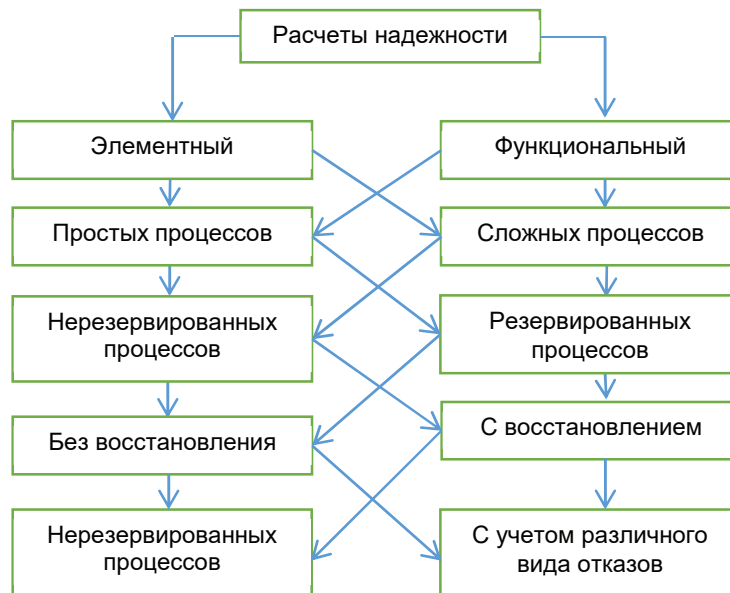 Расчеты надежности
Элементный
Функциональный
Простых процессов
Сложных процессов
Нерезервированных
процессов
Резервированных
процессов
Без восстановления
С восстановлением
Нерезервированных
процессов
С учетом различного
вида отказов